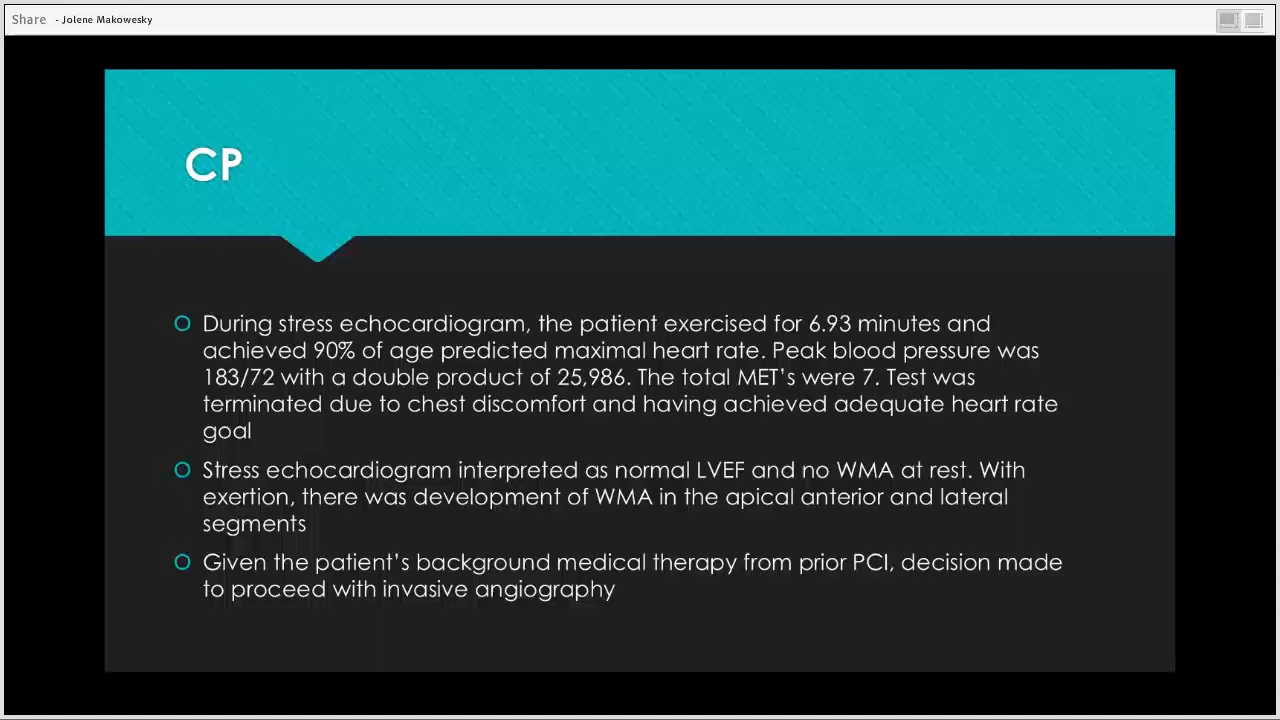 Share - Jolene Makowesky
CP
During stress echocardiogram, the patient exercised for 6.93 minutes and
achieved 90% of age predicted maximal heart rate. Peak blood pressure was
183/72 with a double product of 25,986. The total MET’s were 7. Test was
terminated due to chest discomfort and having achieved adequate heart rate
goal
Stress echocardiogram interpreted as normal LVEF and no WMA at rest. With
exertion, there was development of WMA in the apical anterior and lateral
segments
Given the patient’s background medical therapy from prior PCI, decision made
to proceed with invasive angiography